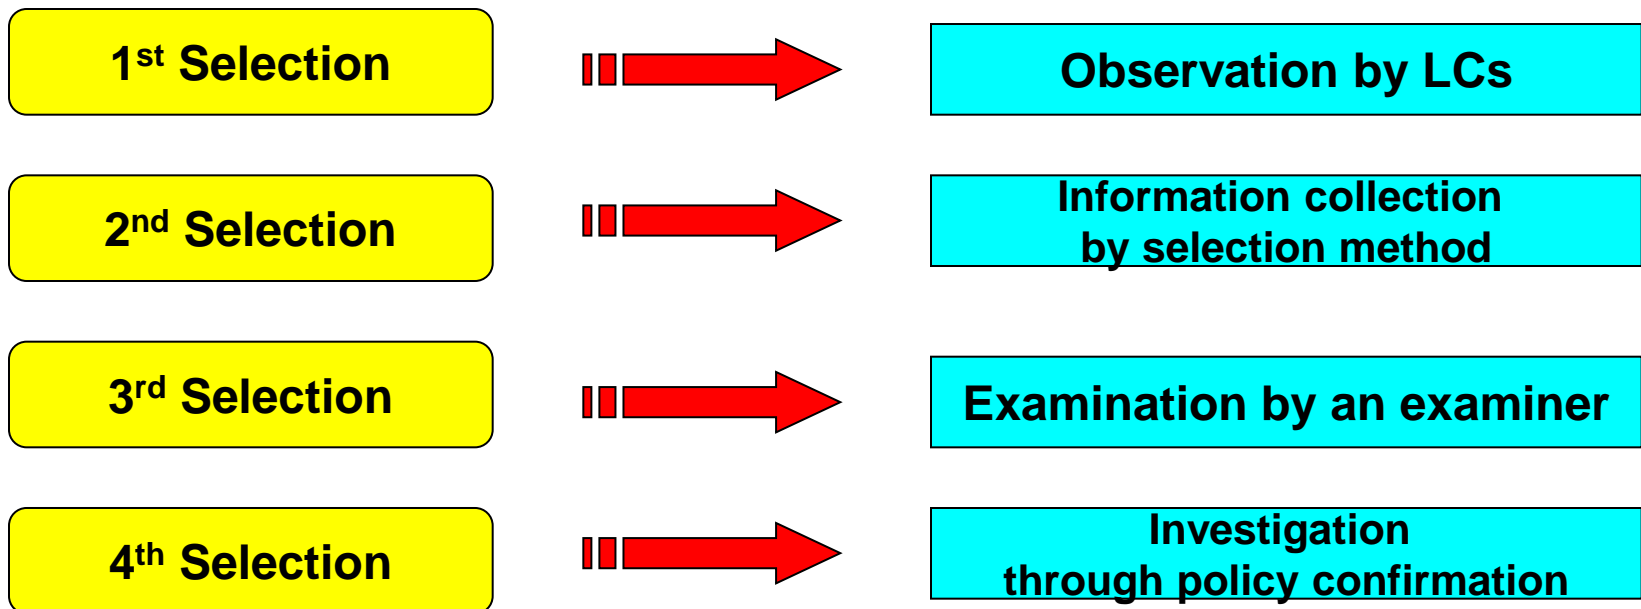 1st Selection
Observation by LCs
2nd Selection
Information collection
by selection method
3rd Selection
Examination by an examiner
4th Selection
Investigation
through policy confirmation